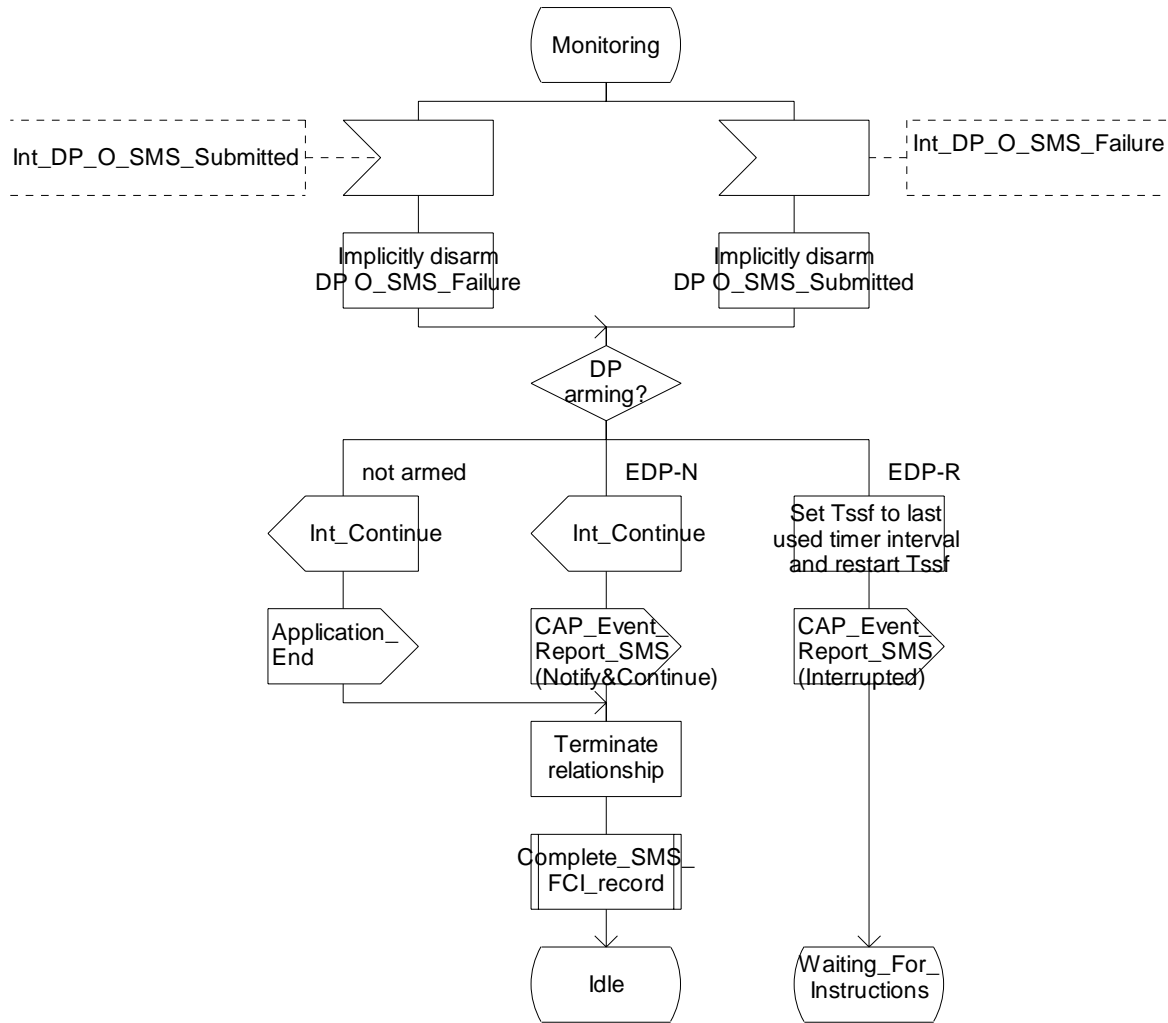 Monitoring
Int_DP_O_SMS_Submitted
Int_DP_O_SMS_Failure
Implicitly disarm
DP O_SMS_Failure
Implicitly disarm
DP O_SMS_Submitted
DP
arming?
not armed
EDP-N
EDP-R
Int_Continue
Int_Continue
Set Tssf to last
used timer interval
and restart Tssf
Application_
End
CAP_Event_
Report_SMS
(Notify&Continue)
CAP_Event_
Report_SMS
(Interrupted)
Terminate
relationship
Complete_SMS_
FCI_record
Idle
Waiting_For_
Instructions